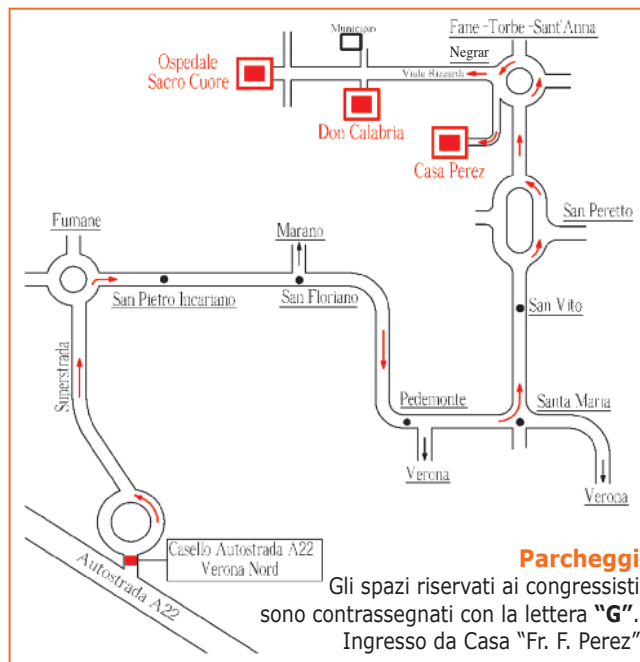 Municipio
Fane -Torbe -Sant'Anna
Negrar
Ospedale
Sacro Cuore
Viale Rizzardi
Don Calabria
Casa Perez
San Peretto
Fumane
Marano
San Pietro Incariano
San Floriano
San Vito
Superstrada
Pedemonte
Santa Maria
Verona
Verona
Casello Autostrada A22
Verona Nord
Autostrada A22
Parcheggi
Gli spazi riservati ai congressisti
sono contrassegnati con la lettera "G".
Ingresso da Casa "Fr. F. Perez"